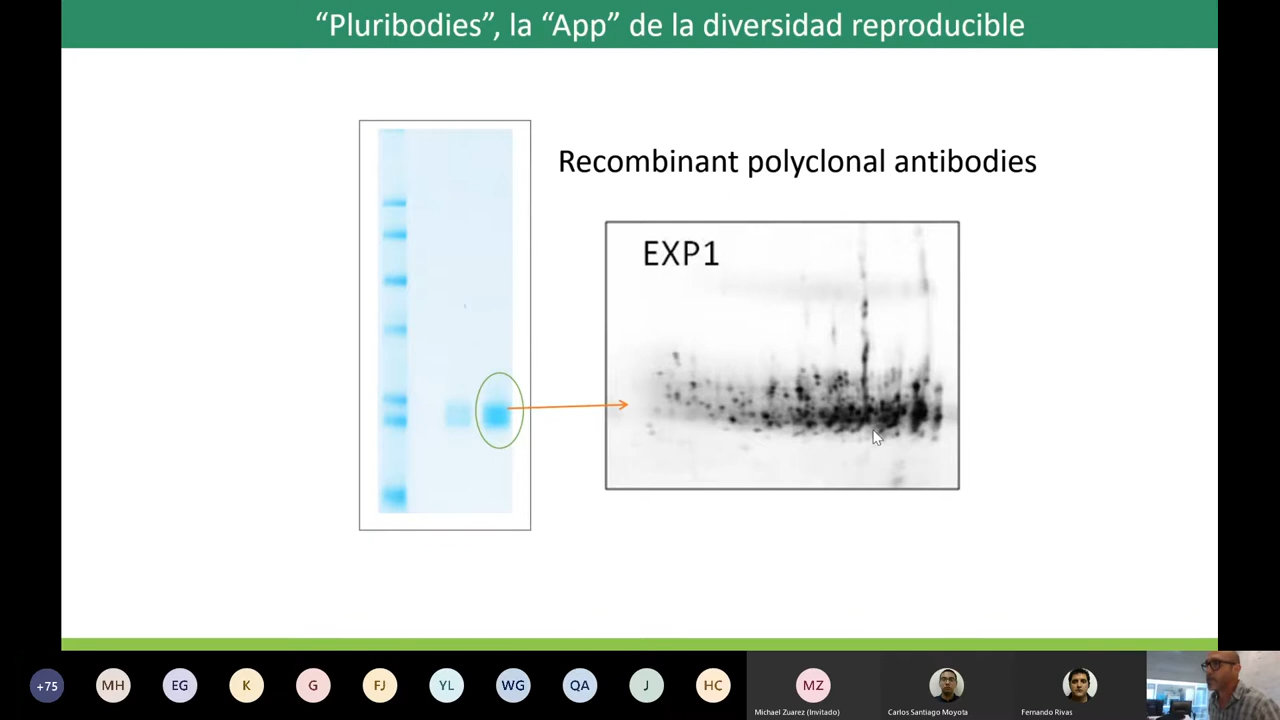 “Pluribodies”, la “App” de la diversidad reproducible
Recombinant polyclonal antibodies
EXP1
+75
MH
EG
K
G
FJ
YL
WG
QA
J
HC
MZ
Michael Zuarez (Invitado)
Carlos Santiago Moyota
Fernando Rivas